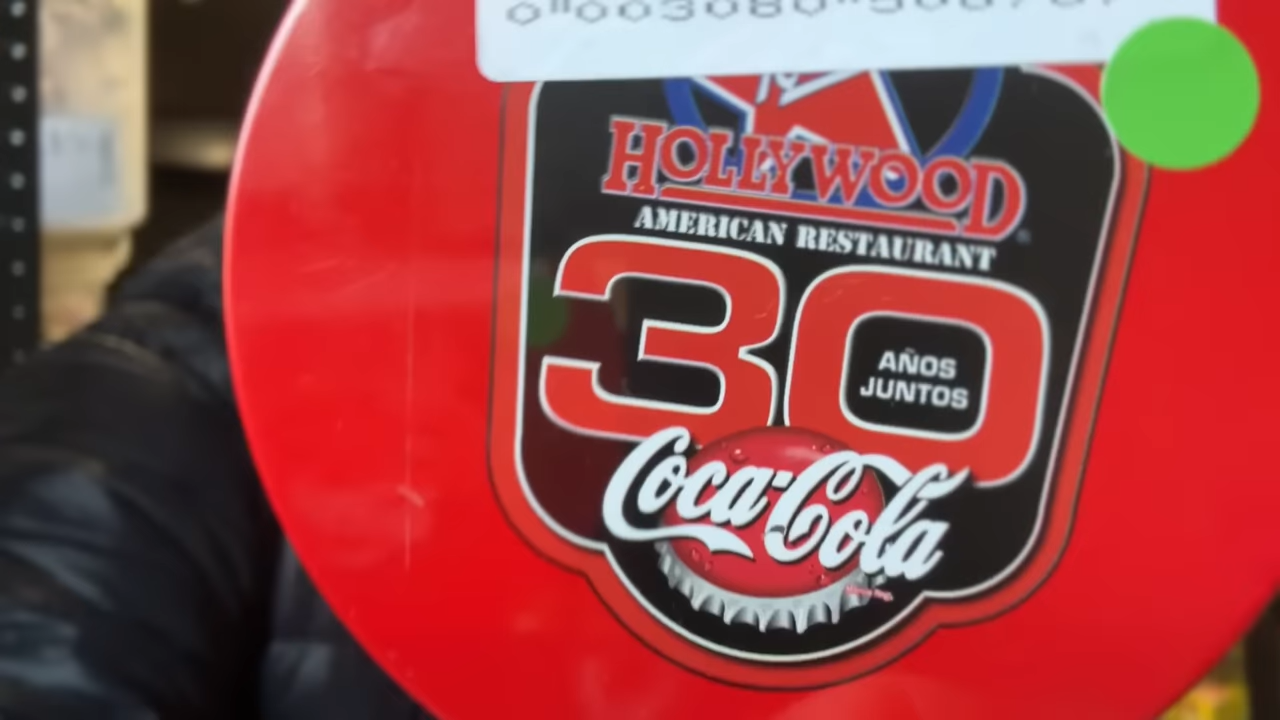 HOLLYWOOD
AMERICAN RESTAURANT
30
AÑOS
JUNTOS
Coca-Cola